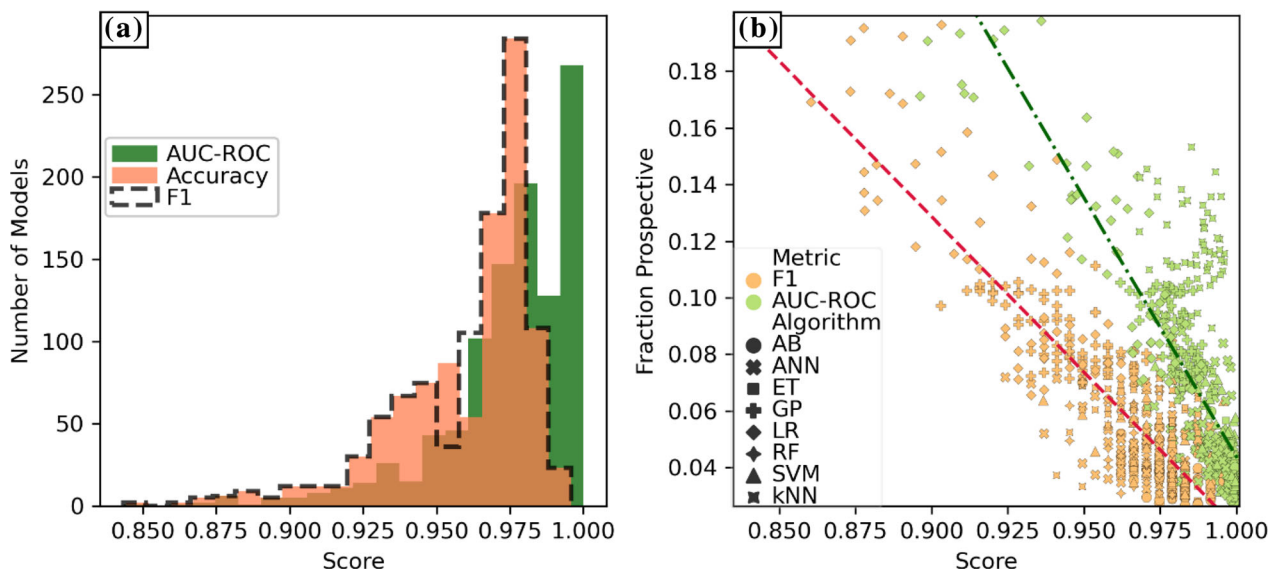 (a)
Number of Models
250
200
150
100
50
0
AUC-ROC
Accuracy
F1
0.850 0.875 0.900 0.925 0.950 0.975 1.000
Score
(b)
Fraction Prospective
0.18
0.16
0.14
0.12
0.10
0.08
0.06
0.04
Metric
F1
AUC-ROC
Algorithm
AB
ANN
ET
GP
LR
RF
SVM
kNN
0.850 0.875 0.900 0.925 0.950 0.975 1.000
Score